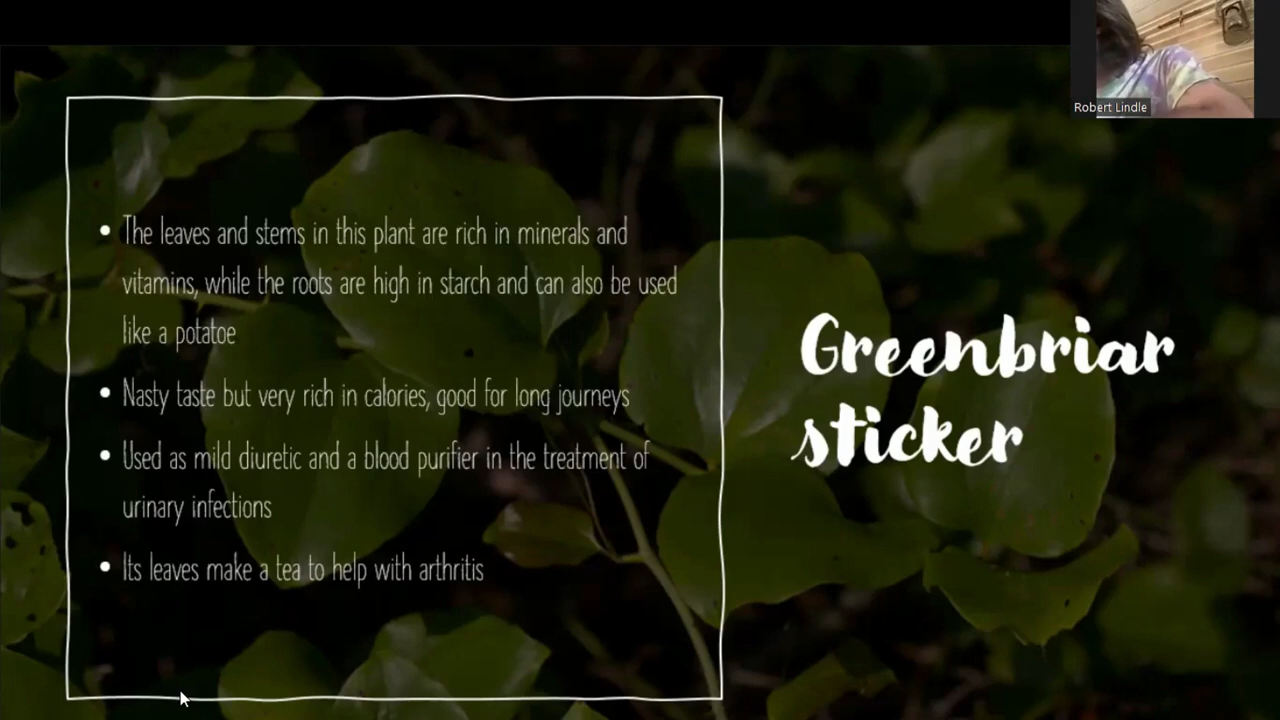 Robert Lindle
The leaves and stems in this plant are rich in minerals and
vitamins, while the roots are high in starch and can also be used
like a potatoe
Nasty taste but very rich in calories, good for long journeys
Used as mild diuretic and a blood purifier in the treatment of
urinary infections
Its leaves make a tea to help with arthritis
Greenbriar
sticker